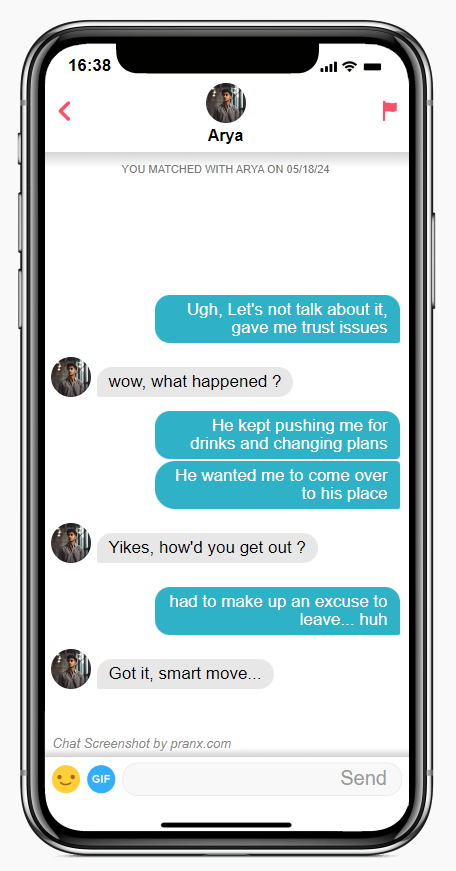 16:38
Arya
YOU MATCHED WITH ARYA ON 05/18/24
Ugh, Let's not talk about it,
gave me trust issues
wow, what happened ?
He kept pushing me for
drinks and changing plans
He wanted me to come over
to his place
Yikes, how'd you get out ?
had to make up an excuse to
leave... huh
Got it, smart move...
Chat Screenshot by pranx.com
GIF
Send